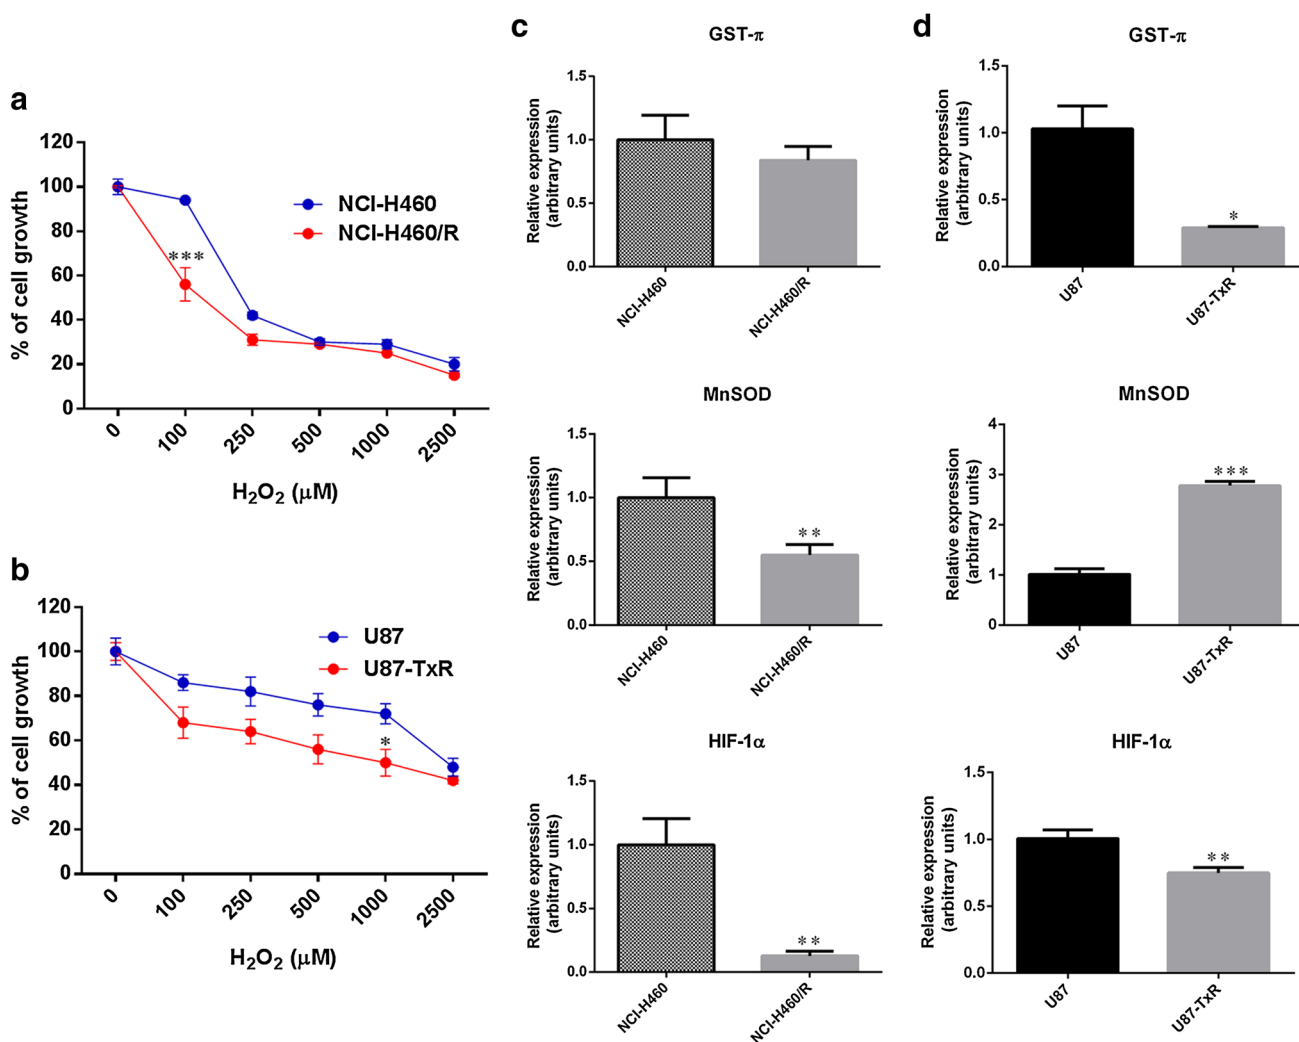 a
120
100
80
60
40
20
0
% of cell growth
NCI-H460
NCI-H460/R
***
0
100
250
500
1000
2500
H₂O₂ (μM)
b
120
100
80
60
40
20
0
% of cell growth
U87
U87-TxR
*
0
100
250
500
1000
2500
H₂O₂ (μM)
c
GST-π
Relative expression
(arbitrary units)
1.5
1.0
0.5
0.0
NCI-H460
NCI-H460/R
MnSOD
Relative expression
(arbitrary units)
1.5
1.0
0.5
0.0
**
NCI-H460
NCI-H460/R
HIF-1α
Relative expression
(arbitrary units)
1.5
1.0
0.5
0.0
**
NCI-H460
NCI-H460/R
d
GST-π
Relative expression
(arbitrary units)
1.5
1.0
0.5
0.0
*
U87
U87-TxR
MnSOD
Relative expression
(arbitrary units)
4
3
2
1
0
***
U87
U87-TxR
HIF-1α
Relative expression
(arbitrary units)
1.5
1.0
0.5
0.0
**
U87
U87-TxR